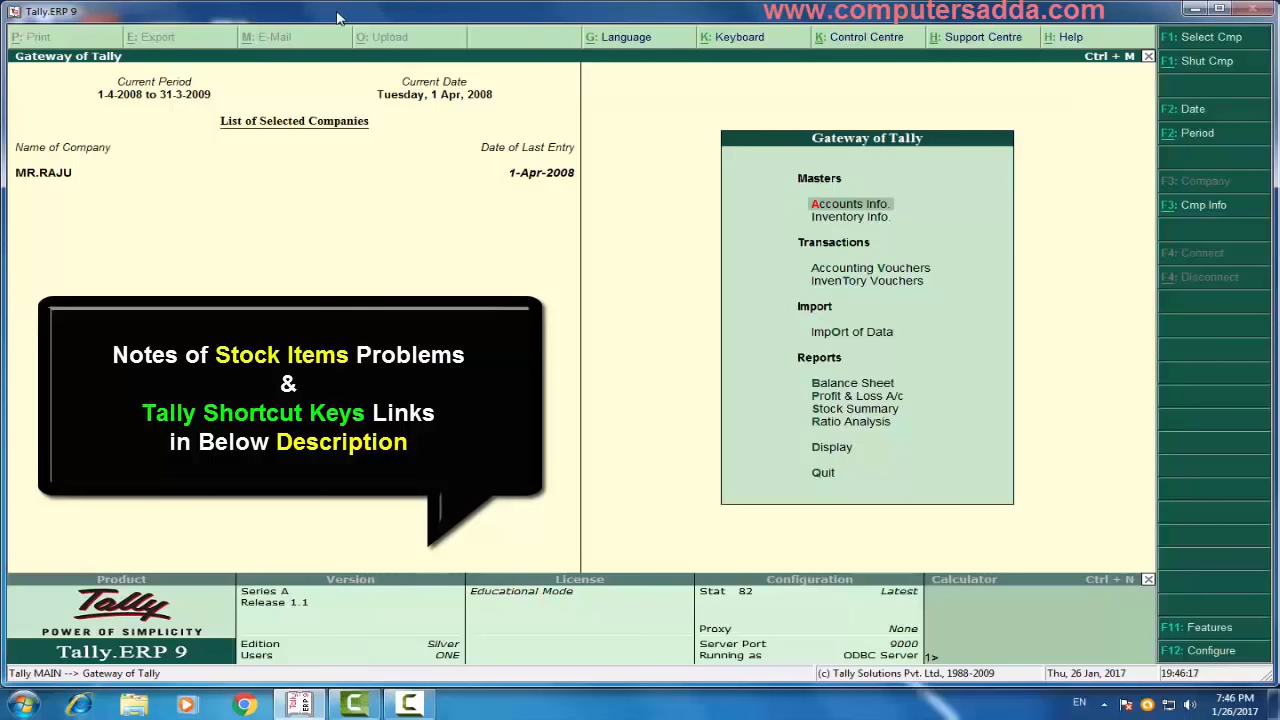 Tally.ERP 9
www.computersadda.com
P: Print
E: Export
M: E-Mail
O: Upload
G: Language
K: Keyboard
K: Control Centre
H: Support Centre
H: Help
Gateway of Tally
Ctrl + M
Current Period
1-4-2008 to 31-3-2009
Current Date
Tuesday, 1 Apr, 2008
List of Selected Companies
Name of Company
Date of Last Entry
MR.RAJU
1-Apr-2008
Notes of Stock Items Problems
&
Tally Shortcut Keys Links
in Below Description
Gateway of Tally
Masters
Accounts Info.
Inventory Info.
Transactions
Accounting Vouchers
InvenTory Vouchers
Import
ImpOrt of Data
Reports
Balance Sheet
Profit & Loss A/c
Stock Summary
Ratio Analysis
Display
Quit
F1: Select Cmp
F1: Shut Cmp
F2: Date
F2: Period
F3: Company
F3: Cmp Info
F4: Connect
F4: Disconnect
F11: Features
F12: Configure
Product
Tally
POWER OF SIMPLICITY
Tally.ERP 9
Version
Series A
Release 1.1
Edition Silver
Users ONE
License
Educational Mode
Configuration
Stat 82 Latest
Proxy None
Server Port 9000
Running as ODBC Server
Calculator
Ctrl + N
1>
Tally MAIN --> Gateway of Tally
(c) Tally Solutions Pvt. Ltd., 1988-2009
Thu, 26 Jan, 2017
19:46:17
EN
7:46 PM
1/26/2017